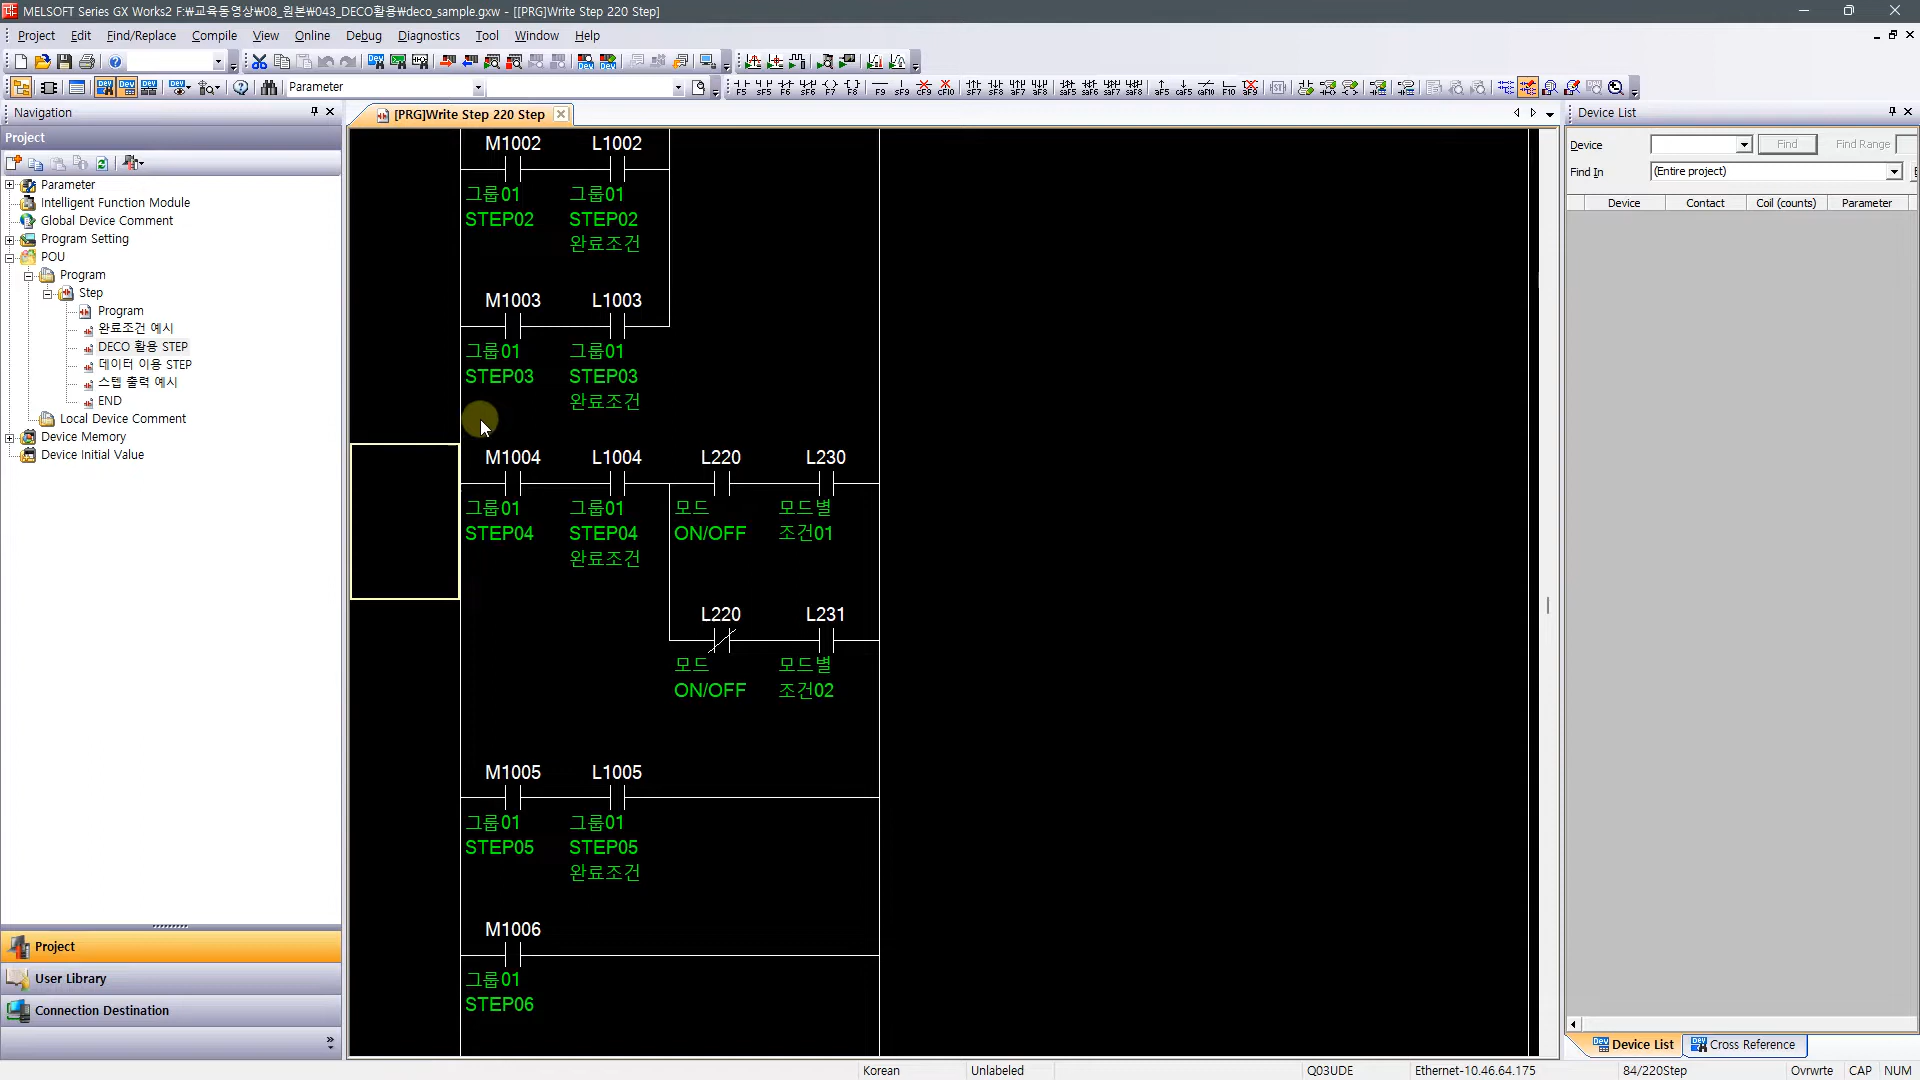 MELSOFT Series GX Works2 F:₩교육동영상₩08_원본₩043_DECO활용₩deco_sample.gxw - [[PRG]Write Step 220 Step]
Project Edit Find/Replace Compile View Online Debug Diagnostics Tool Window Help
Parameter
Navigation
Project
Parameter
Intelligent Function Module
Global Device Comment
Program Setting
POU
Program
Step
Program
완료조건 예시
DECO 활용 STEP
데이터 이용 STEP
스텝 출력 예시
END
Local Device Comment
Device Memory
Device Initial Value
Project
User Library
Connection Destination
[PRG]Write Step 220 Step
M1002 L1002
그룹01 그룹01
STEP02 STEP02
완료조건
M1003 L1003
그룹01 그룹01
STEP03 STEP03
완료조건
M1004 L1004 L220 L230
그룹01 그룹01 모드 모드별
STEP04 STEP04 ON/OFF 조건01
완료조건
L220 L231
모드 모드별
ON/OFF 조건02
M1005 L1005
그룹01 그룹01
STEP05 STEP05
완료조건
M1006
그룹01
STEP06
Device List
Device Find Find Range
Find In (Entire project)
Device Contact Coil (counts) Parameter
Device List Cross Reference
Korean Unlabeled Q03UDE Ethernet-10.46.64.175 84/220Step Ovrwrte CAP NUM